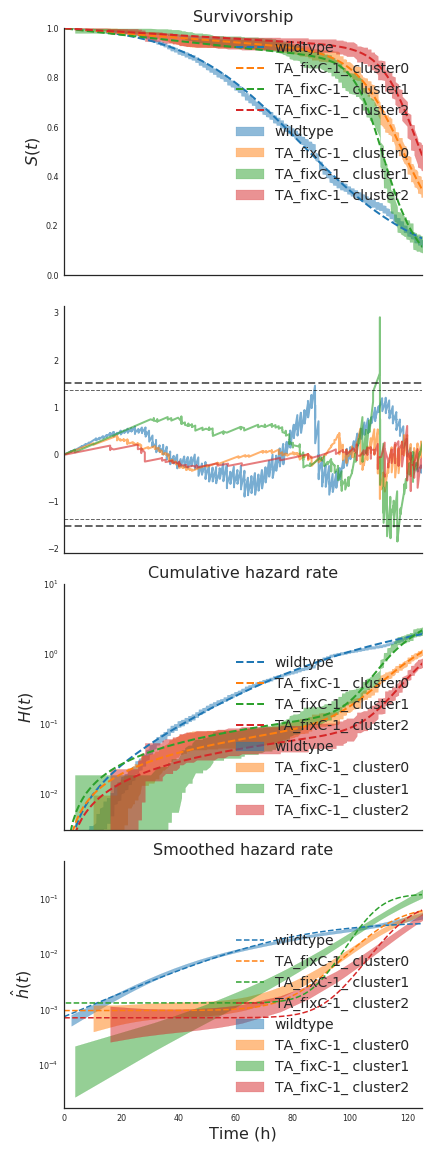 Survivorship
1.0
0.8
0.6
0.4
0.2
0.0
S(t)
wildtype
TA_fixC-1_ cluster0
TA_fixC-1_ cluster1
TA_fixC-1_ cluster2
wildtype
TA_fixC-1_ cluster0
TA_fixC-1_ cluster1
TA_fixC-1_ cluster2
3
2
1
0
−1
−2
Cumulative hazard rate
10¹
10⁰
10⁻¹
10⁻²
H(t)
wildtype
TA_fixC-1_ cluster0
TA_fixC-1_ cluster1
TA_fixC-1_ cluster2
wildtype
TA_fixC-1_ cluster0
TA_fixC-1_ cluster1
TA_fixC-1_ cluster2
Smoothed hazard rate
10⁻¹
10⁻²
10⁻³
10⁻⁴
ĥ(t)
wildtype
TA_fixC-1_ cluster0
TA_fixC-1_ cluster1
TA_fixC-1_ cluster2
wildtype
TA_fixC-1_ cluster0
TA_fixC-1_ cluster1
TA_fixC-1_ cluster2
0 20 40 60 80 100 120
Time (h)